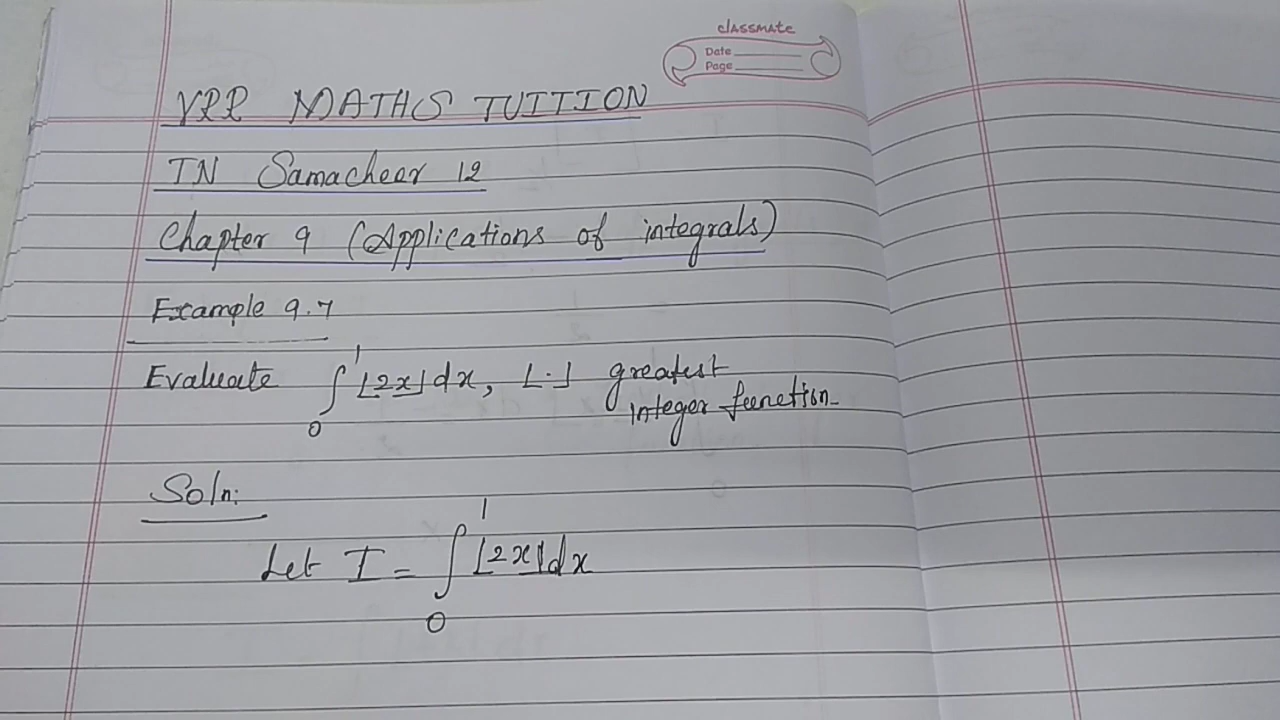 classmate
Date
Page
VRR MATHS TUITION
TN Samacheer 12
Chapter 9 (Applications of integrals)
Example 9.7
Evaluate ∫₀¹ ⌊2x⌋dx, ⌊·⌋ greatest
integer function
Soln:
Let I = ∫₀¹ ⌊2x⌋dx